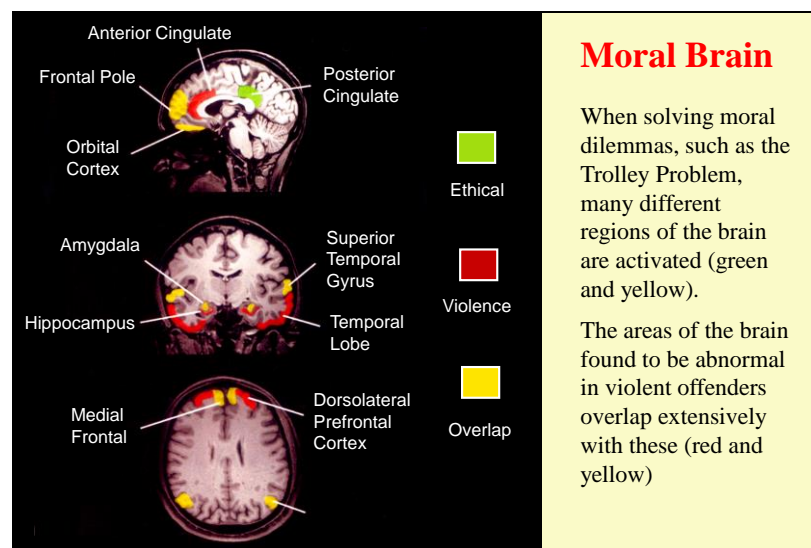 Anterior Cingulate
Frontal Pole
Posterior
Cingulate
Orbital
Cortex
Ethical
Amygdala
Superior
Temporal
Gyrus
Violence
Hippocampus
Temporal
Lobe
Medial
Frontal
Dorsolateral
Prefrontal
Cortex
Overlap
Moral Brain
When solving moral
dilemmas, such as the
Trolley Problem,
many different
regions of the brain
are activated (green
and yellow).
The areas of the brain
found to be abnormal
in violent offenders
overlap extensively
with these (red and
yellow)